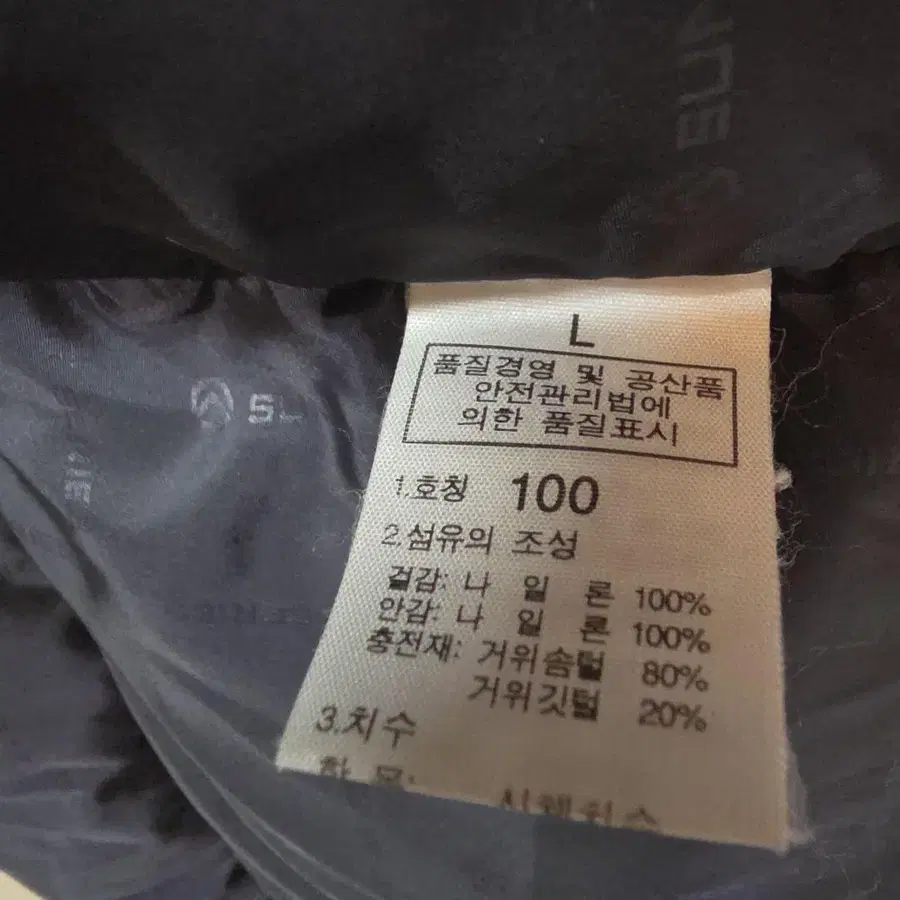 L
품질경영 및 공산품
안전관리법에
의한 품질표시
1.호칭 100
2.섬유의 조성
겉감: 나 일 론 100%
안감: 나 일 론 100%
충전재: 거위솜털 80%
거위깃털 20%
3.치수